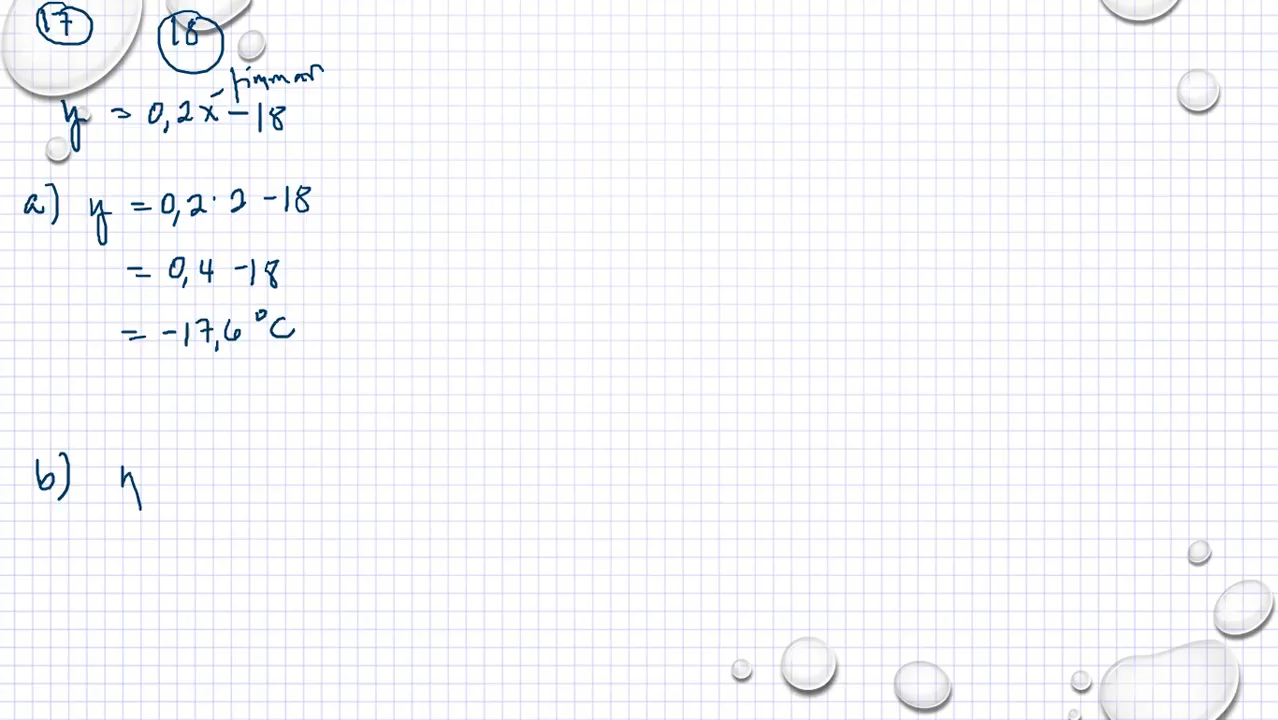 17 18
timmar
y = 0,2x - 18
a) y = 0,2 · 2 - 18
= 0,4 - 18
= -17,6 °C
b) y